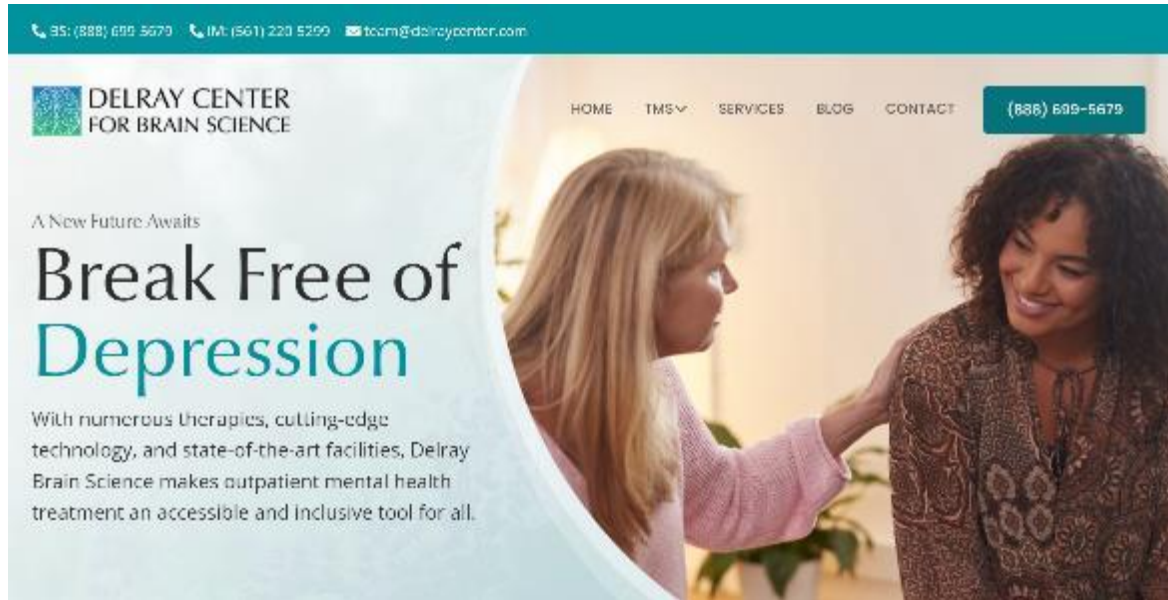 BS: (888) 699-5679 IM: (561) 220-5299 team@delraycenter.com
DELRAY CENTER
FOR BRAIN SCIENCE
HOME TMS SERVICES BLOG CONTACT (888) 699-5679
A New Future Awaits
Break Free of
Depression
With numerous therapies, cutting-edge
technology, and state-of-the-art facilities, Delray
Brain Science makes outpatient mental health
treatment an accessible and inclusive tool for all.